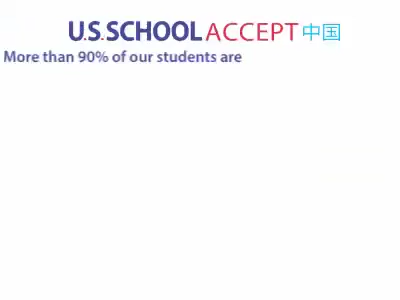 U.S. SCHOOL ACCEPT 中国
More than 90% of our students are